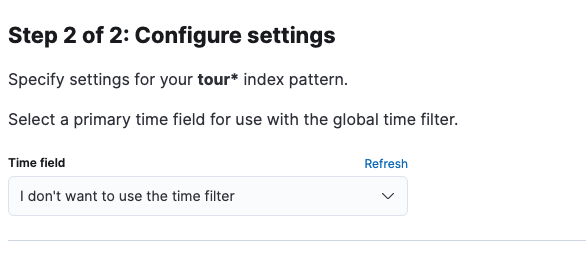 Step 2 of 2: Configure settings
Specify settings for your tour* index pattern.
Select a primary time field for use with the global time filter.
Time field
Refresh
I don't want to use the time filter